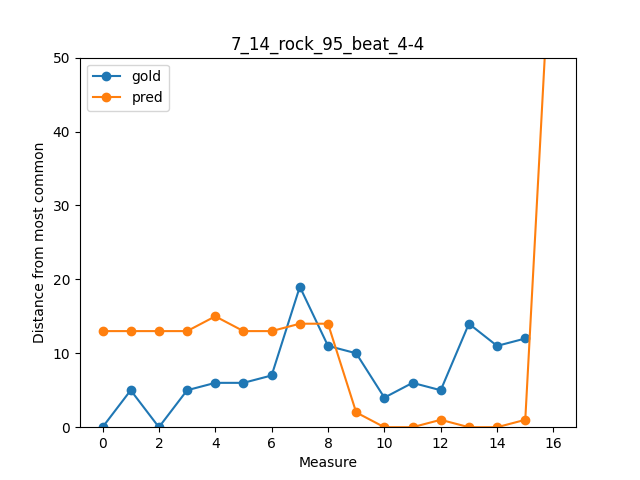 7_14_rock_95_beat_4-4
gold
pred
50
40
30
20
10
0
Distance from most common
0 2 4 6 8 10 12 14 16
Measure